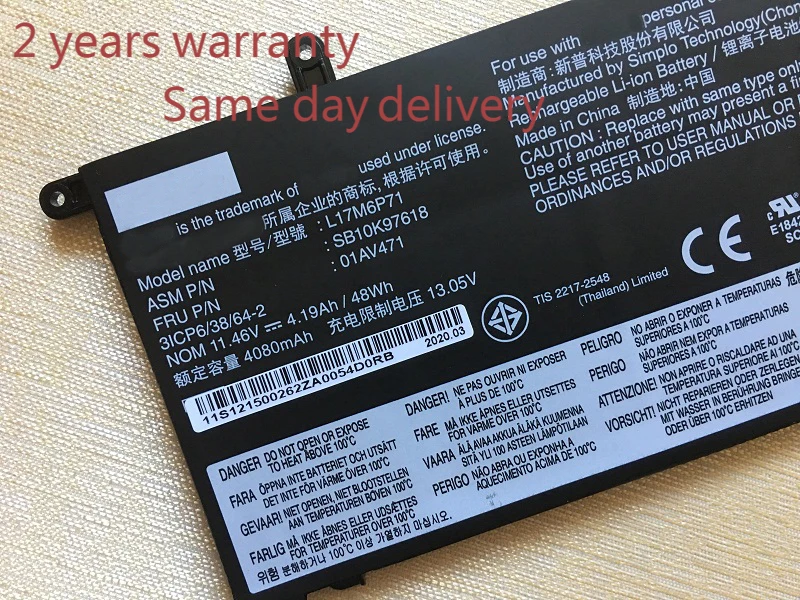 2 years warranty
Same day delivery
For use with personal
制造商: 新普科技股份有限公司
Manufactured by Simplo Technology(Chon
Rechargeable Li-ion Battery / 锂离子电池
Made in China 制造地: 中国
CAUTION : Replace with same type only
Use of another battery may present a fi
PLEASE REFER TO USER MANUAL OR
ORDINANCES AND/OR REGULATIONS
is the trademark of used under license.
所属企业的商标, 根据许可使用。
Model name 型号/型號 : L17M6P71
ASM P/N : SB10K97618
FRU P/N : 01AV471
3ICP6/38/64-2
NOM 11.46V ⎓ 4.19Ah / 48Wh
额定容量 4080mAh 充电限制电压 13.05V
11S121500262ZA0054D0RB 2020.03
TIS 2217-2548
(Thailand) Limited
CE
E184
DANGER DO NOT OPEN OR EXPOSE
TO HEAT ABOVE 100°C
FARA ÖPPNA INTE BATTERIET OCH UTSÄTT
DET INTE FÖR VÄRME ÖVER 100°C
GEVAAR! NIET OPENEN, NIET BLOOTSTELLEN
AAN TEMPERATUREN BOVEN 100°C
FARLIG MÅ IKKE ÅBNES ELLER UDSÆTTES
FOR TEMPERATURER OVER 100°C
위험 분해하거나 100°C 이상의 고온에 노출시키지 마십시오.
DANGER! NE PAS OUVRIR NI EXPOSER
À PLUS DE 100°C
FARE MÅ IKKE ÅPNES ELLER UTSETTES
FOR VARME OVER 100°C
VAARA ÄLÄ AVAA AKKUA ÄLÄKÄ KUUMENNA
SITÄ YLI 100 ASTEEN LÄMPÖTILAAN
PERIGO NÃO ABRA OU EXPONHA A
AQUECIMENTO ACIMA DE 100°C
PELIGRO NO ABRIR O EXPONER A TEMPERATURAS
SUPERIORES A 100°C
PERIGO NÃO ABRIR NEM EXPOR A TEMPERATURAS
SUPERIORES A 100°C
ATTENZIONE! NON APRIRE O RISCALDARE AD UNA
TEMPERATURA SUPERIORE A 100°C
VORSICHT! NICHT REPARIEREN ODER ZERLEGEN,
MIT WASSER IN BERÜHRUNG BRINGEN
ODER ÜBER 100°C ERHITZEN